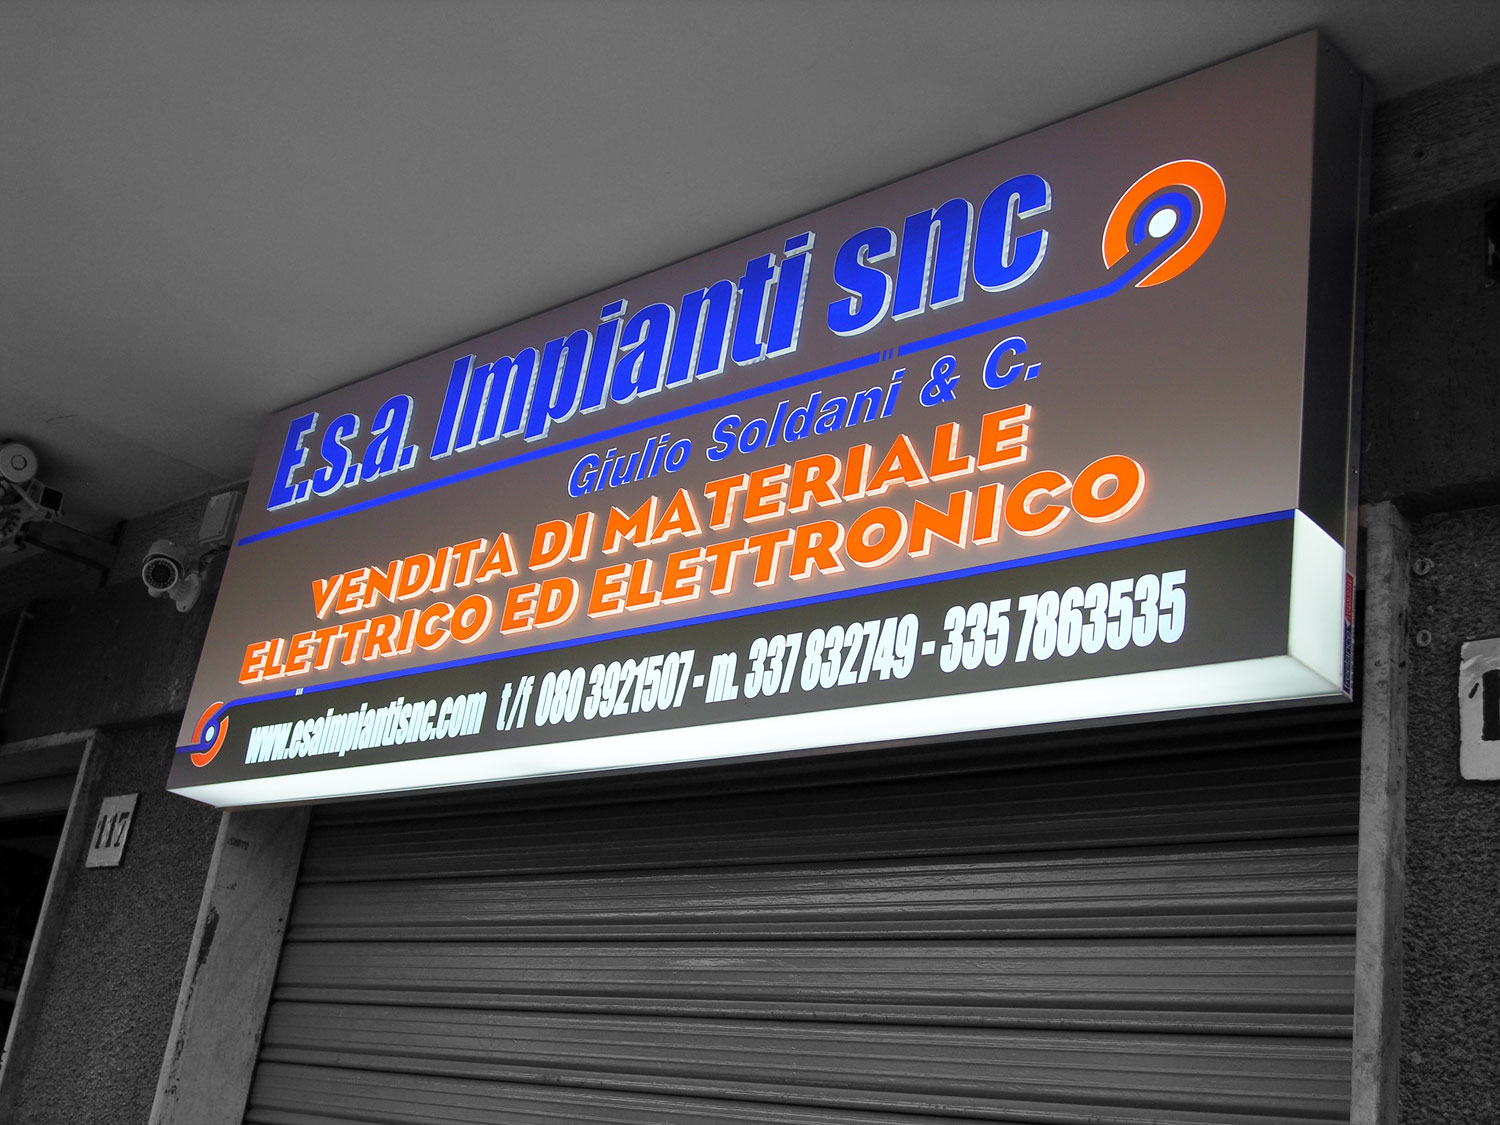 E.s.a. Impianti snc
Giulio Soldani & C.
VENDITA DI MATERIALE
ELETTRICO ED ELETTRONICO
www.esaimpiantisnc.com t/f 080 3921507 - m. 337 832749 - 335 7863535
117